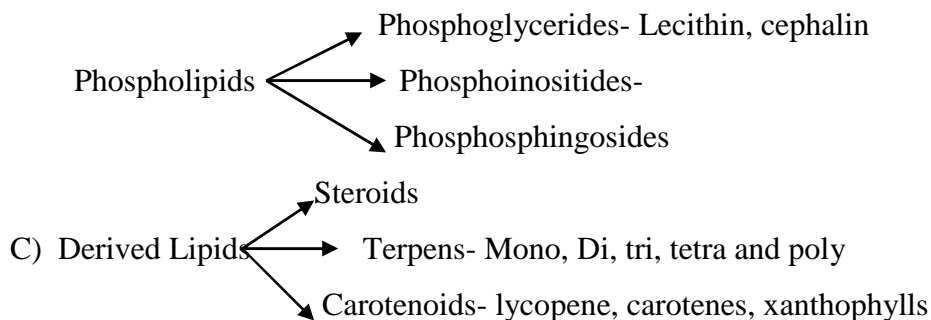 Phosphoglycerides- Lecithin, cephalin
Phospholipids
Phosphoinositides-
Phosphosphingosides
Steroids
C) Derived Lipids
Terpens- Mono, Di, tri, tetra and poly
Carotenoids- lycopene, carotenes, xanthophylls